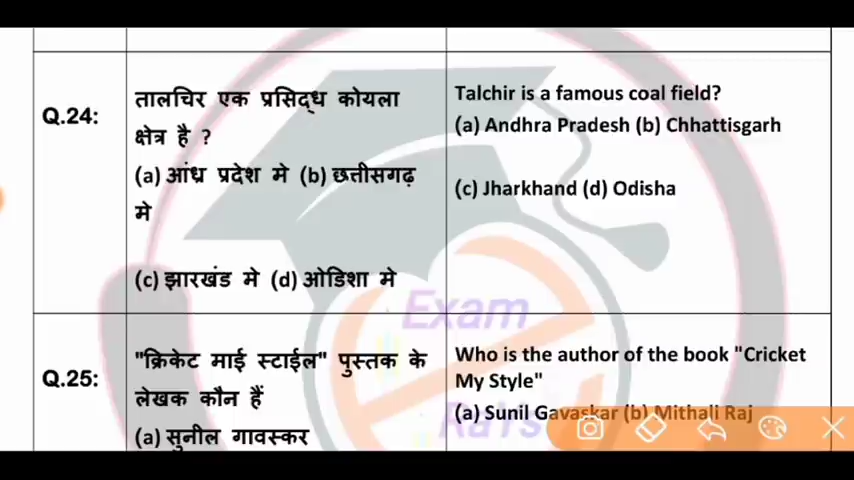 Q.24:
तालचिर एक प्रसिद्ध कोयला
क्षेत्र है ?
(a) आंध्र प्रदेश मे (b) छत्तीसगढ़
मे
(c) झारखंड मे (d) ओडिशा मे
Talchir is a famous coal field?
(a) Andhra Pradesh (b) Chhattisgarh
(c) Jharkhand (d) Odisha
Q.25:
"क्रिकेट माई स्टाईल" पुस्तक के
लेखक कौन हैं
(a) सुनील गावस्कर
Who is the author of the book "Cricket
My Style"
(a) Sunil Gavaskar (b) Mithali Raj
Exam
RaYs